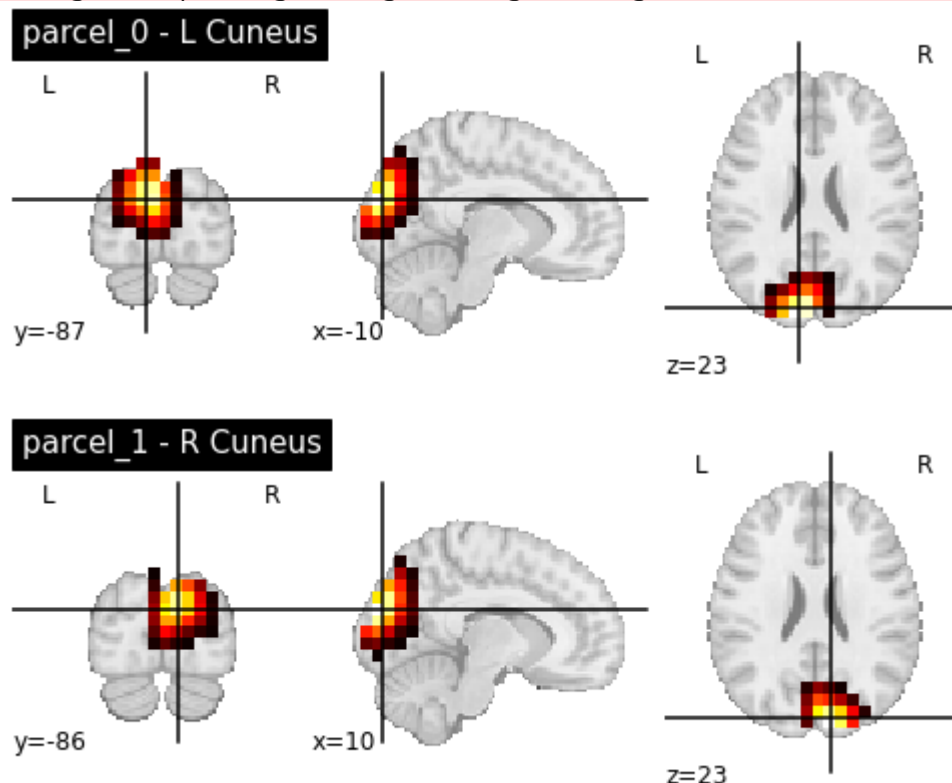 parcel_0 - L Cuneus
L R L R
y=-87 x=-10
z=23
parcel_1 - R Cuneus
L R L R
y=-86 x=10
z=23